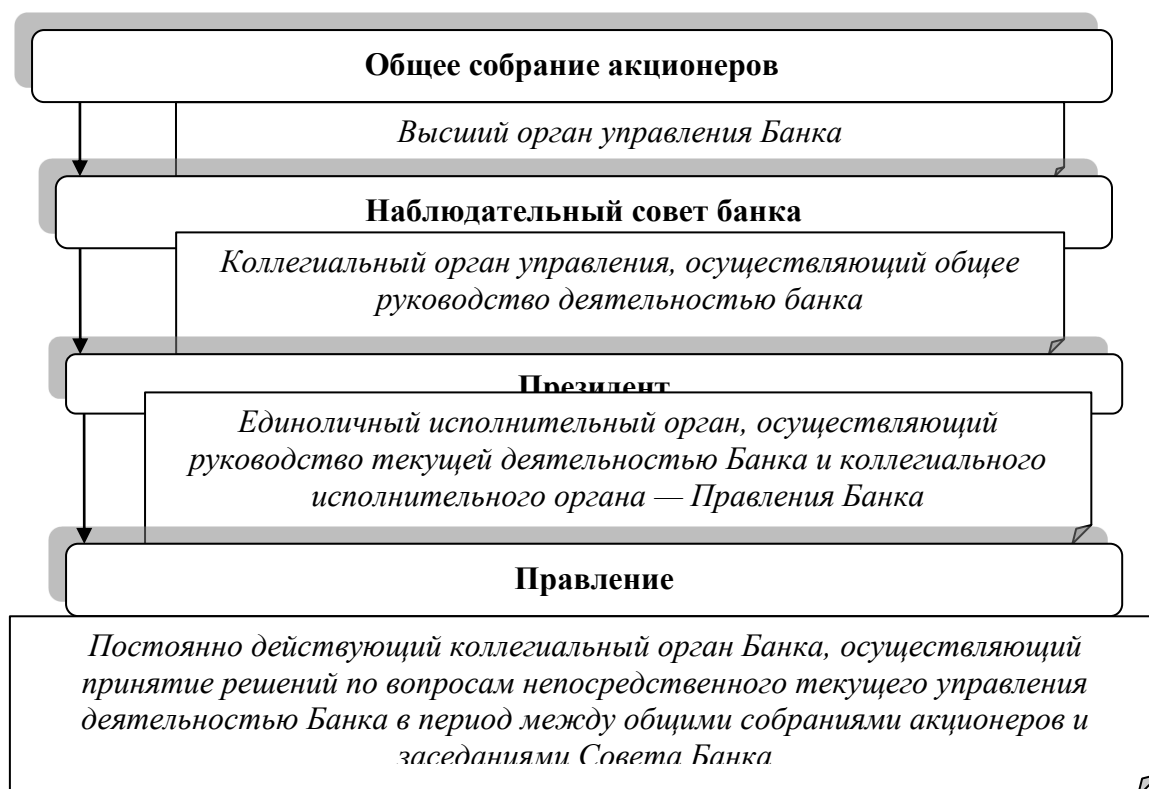 Общее собрание акционеров
Высший орган управления Банка
Наблюдательный совет банка
Коллегиальный орган управления, осуществляющий общее
руководство деятельностью банка
Президент
Единоличный исполнительный орган, осуществляющий
руководство текущей деятельностью Банка и коллегиального
исполнительного органа — Правления Банка
Правление
Постоянно действующий коллегиальный орган Банка, осуществляющий
принятие решений по вопросам непосредственного текущего управления
деятельностью Банка в период между общими собраниями акционеров и
заседаниями Совета Банка